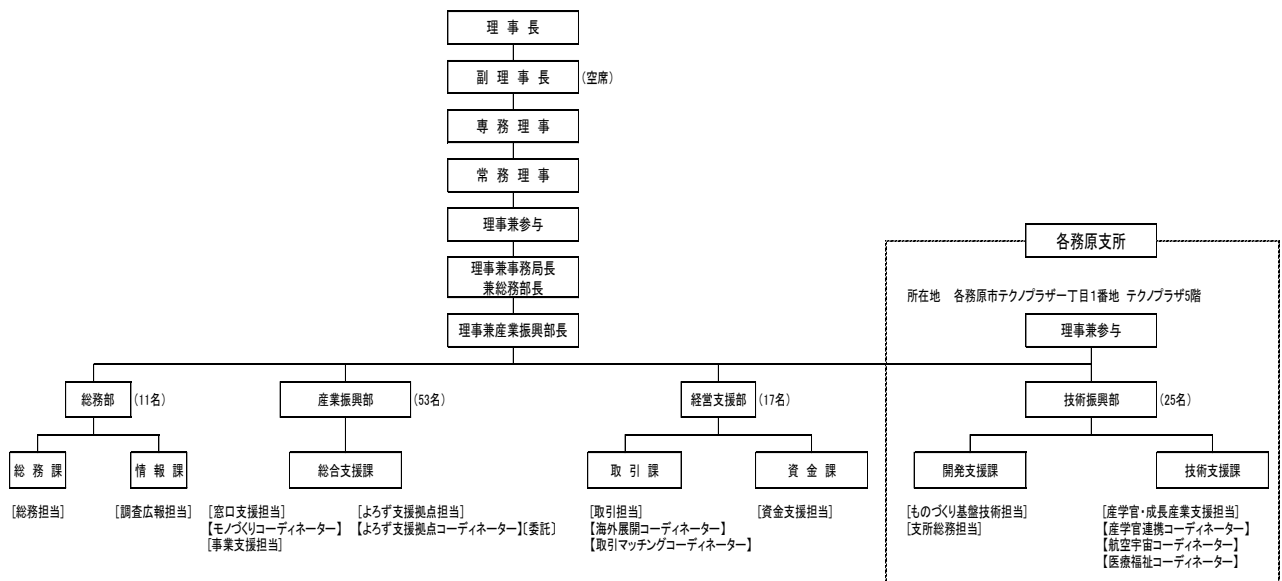 理 事 長
副 理 事 長 (空席)
専 務 理 事
常 務 理 事
理事兼参与
理事兼事務局長
兼総務部長
理事兼産業振興部長
各務原支所
所在地 各務原市テクノプラザ一丁目1番地 テクノプラザ5階
理事兼参与
総務部 (11名)
産業振興部 (53名)
経営支援部 (17名)
技術振興部 (25名)
総 務 課
情 報 課
総合支援課
取 引 課
資 金 課
開発支援課
技術支援課
[総務担当]
[調査広報担当]
[窓口支援担当]
【モノづくりコーディネーター】
[事業支援担当]
[よろず支援拠点担当]
【よろず支援拠点コーディネーター】〔委託〕
[取引担当]
【海外展開コーディネーター】
【取引マッチングコーディネーター】
[資金支援担当]
[ものづくり基盤技術担当]
[支所総務担当]
[産学官・成長産業支援担当]
【産学官連携コーディネーター】
【航空宇宙コーディネーター】
【医療福祉コーディネーター】